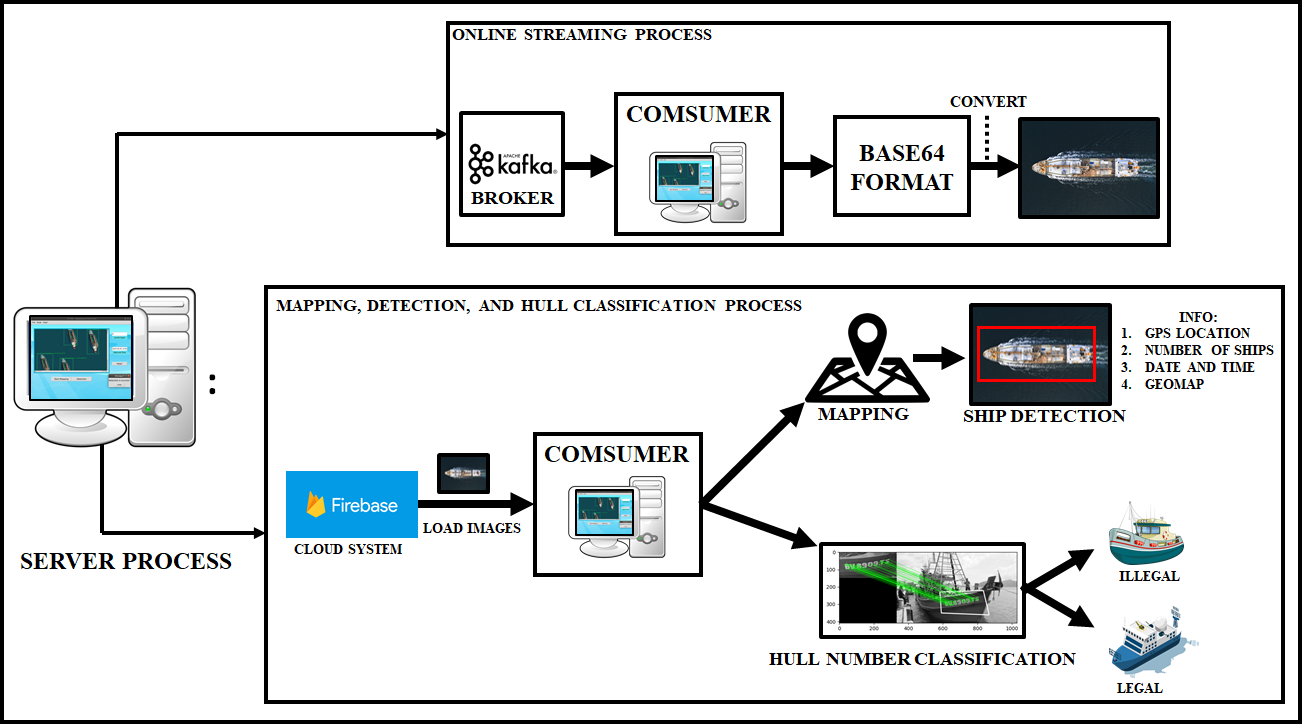 ONLINE STREAMING PROCESS
APACHE
kafka®
BROKER
COMSUMER
BASE64
FORMAT
CONVERT
:
SERVER PROCESS
MAPPING, DETECTION, AND HULL CLASSIFICATION PROCESS
Firebase
CLOUD SYSTEM
LOAD IMAGES
COMSUMER
MAPPING
SHIP DETECTION
INFO:
1. GPS LOCATION
2. NUMBER OF SHIPS
3. DATE AND TIME
4. GEOMAP
0
100
200
300
400
0 200 400 600 800 1000
HULL NUMBER CLASSIFICATION
ILLEGAL
LEGAL